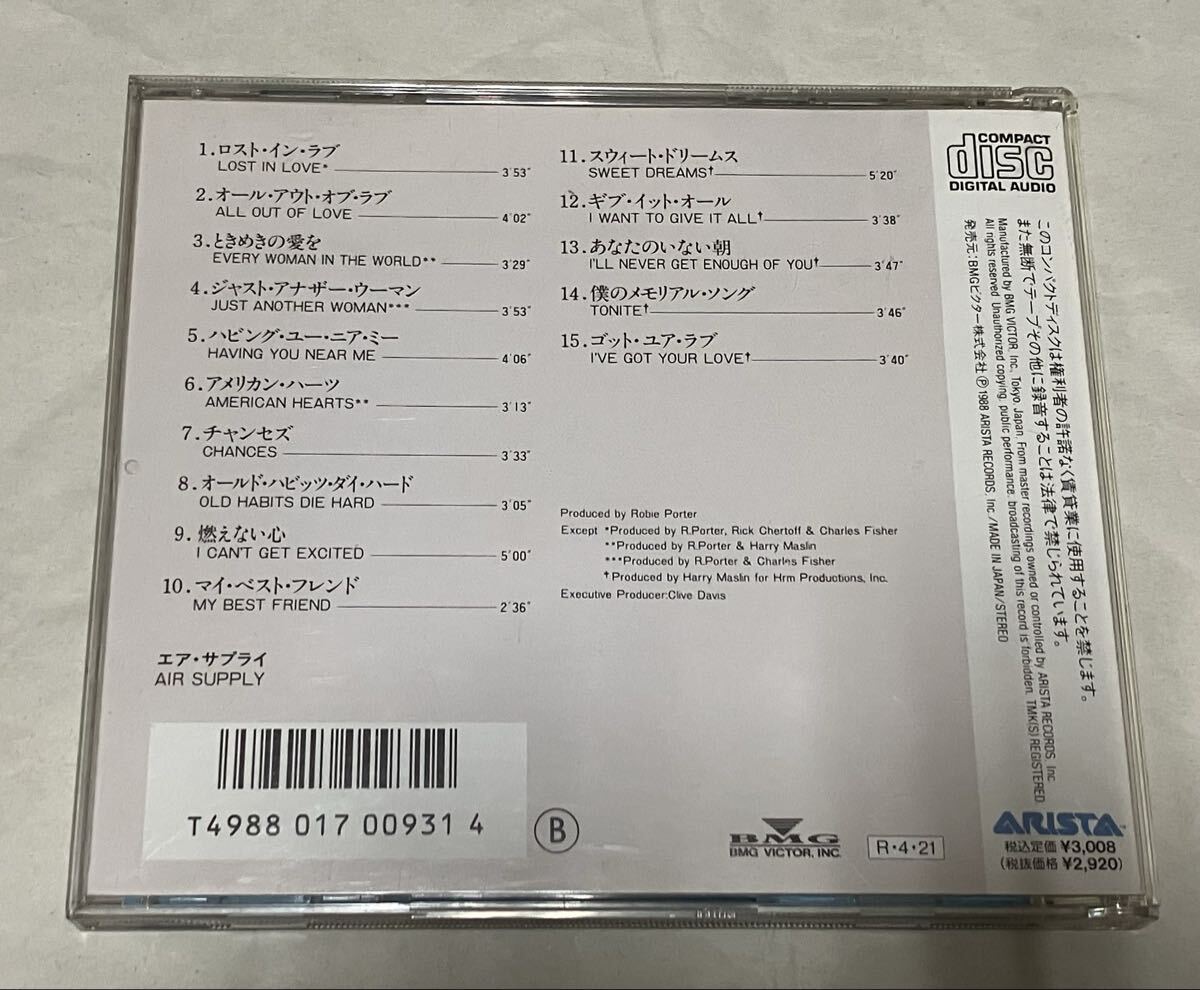 1.ロスト・イン・ラブ
LOST IN LOVE* 3′53″
2.オール・アウト・オブ・ラブ
ALL OUT OF LOVE 4′02″
3.ときめきの愛を
EVERY WOMAN IN THE WORLD** 3′29″
4.ジャスト・アナザー・ウーマン
JUST ANOTHER WOMAN*** 3′53″
5.ハビング・ユー・ニア・ミー
HAVING YOU NEAR ME 4′06″
6.アメリカン・ハーツ
AMERICAN HEARTS** 3′13″
7.チャンセズ
CHANCES 3′33″
8.オールド・ハビッツ・ダイ・ハード
OLD HABITS DIE HARD 3′05″
9.燃えない心
I CAN'T GET EXCITED 5′00″
10.マイ・ベスト・フレンド
MY BEST FRIEND 2′36″
エア・サプライ
AIR SUPPLY
11.スウィート・ドリームス
SWEET DREAMS† 5′20″
12.ギブ・イット・オール
I WANT TO GIVE IT ALL† 3′38″
13.あなたのいない朝
I'LL NEVER GET ENOUGH OF YOU† 3′47″
14.僕のメモリアル・ソング
TONITE† 3′46″
15.ゴット・ユア・ラブ
I'VE GOT YOUR LOVE† 3′40″
Produced by Robie Porter
Except *Produced by R.Porter, Rick Chertoff & Charles Fisher
**Produced by R.Porter & Harry Maslin
***Produced by R.Porter & Charles Fisher
†Produced by Harry Maslin for Hrm Productions, Inc.
Executive Producer:Clive Davis
T4988 017 00931 4
B
BMG
BMG VICTOR, INC.
R・4・21
COMPACT
disc
DIGITAL AUDIO
このコンパクトディスクは権利者の許諾なく賃貸業に使用することを禁じます。
また無断でテープその他に録音することは法律で禁じられています。
Manufactured by BMG VICTOR, Inc., Tokyo, Japan. From master recordings owned or controlled by ARISTA RECORDS, Inc
All rights reserved. Unauthorized copying, public performance, broadcasting of this record is forbidden. TMK(S) REGISTERED
発売元:BMGビクター株式会社 ℗1988 ARISTA RECORDS, Inc./MADE IN JAPAN/STEREO
ARISTA™
税込定価 ¥3,008
(税抜価格 ¥2,920)